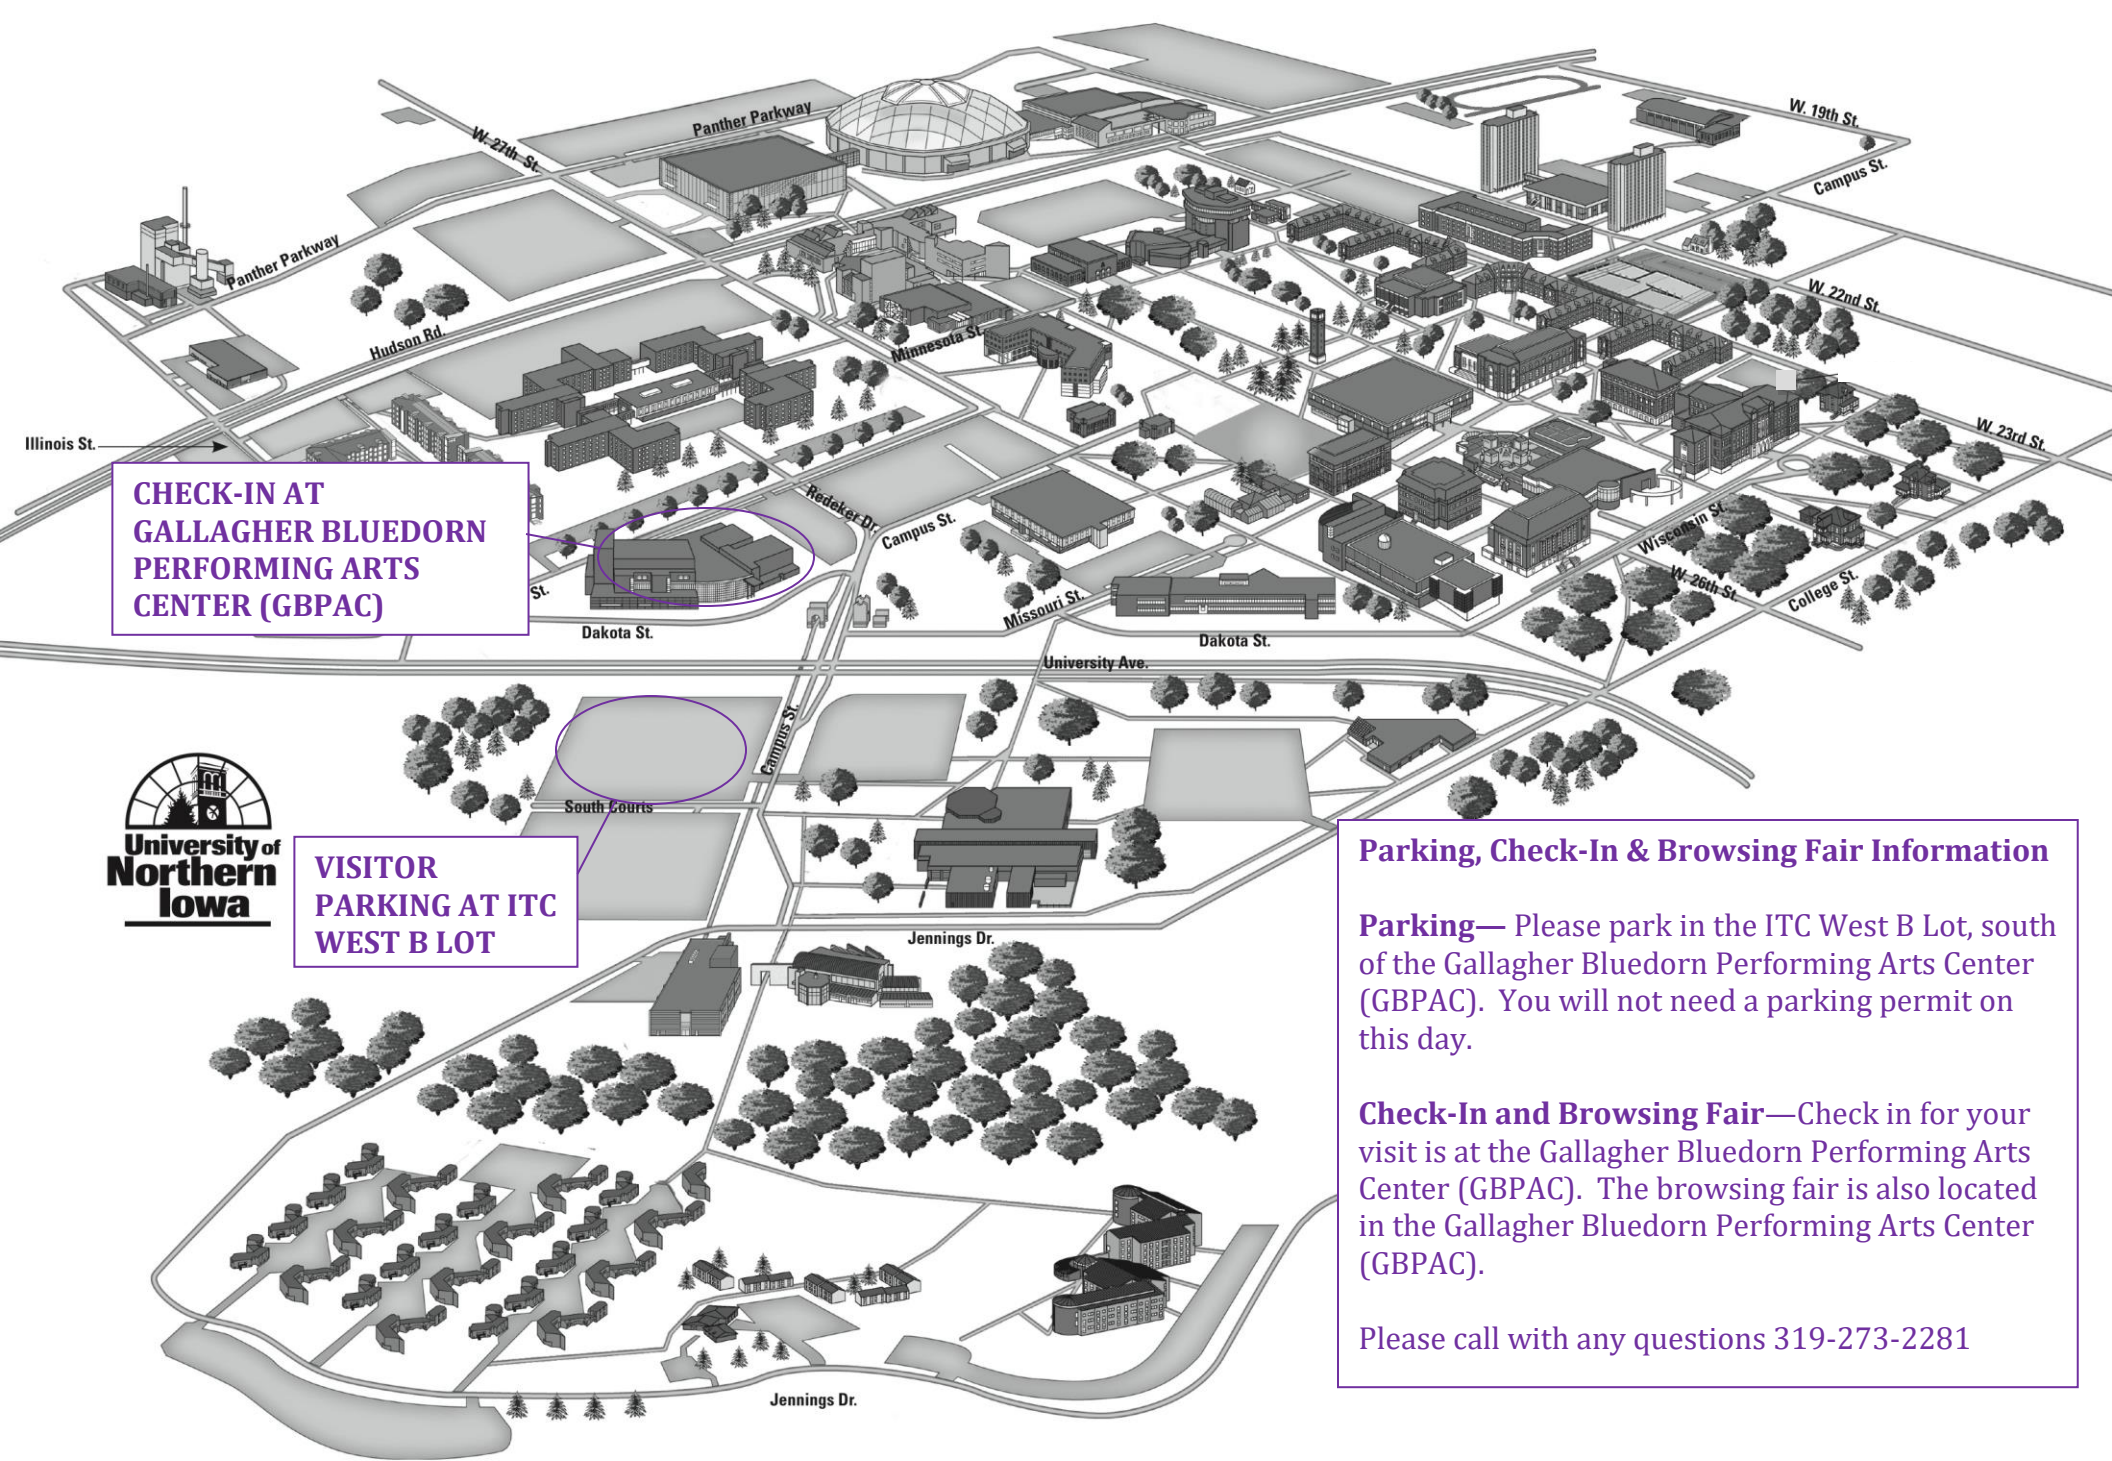 W. 19th St.
Panther Parkway
W. 27th St.
Campus St.
Panther Parkway
W. 22nd St.
Hudson Rd.
Minnesota St.
Illinois St.
W. 23rd St.
CHECK-IN AT
GALLAGHER BLUEDORN
PERFORMING ARTS
CENTER (GBPAC)
Redeker Dr.
Campus St.
Wisconsin St.
W. 26th St.
College St.
St.
Missouri St.
Dakota St.
Dakota St.
University Ave.
Campus St.
South Courts
University of
Northern
Iowa
VISITOR
PARKING AT ITC
WEST B LOT
Jennings Dr.
Parking, Check-In & Browsing Fair Information
Parking— Please park in the ITC West B Lot, south
of the Gallagher Bluedorn Performing Arts Center
(GBPAC).  You will not need a parking permit on
this day.
Check-In and Browsing Fair—Check in for your
visit is at the Gallagher Bluedorn Performing Arts
Center (GBPAC).  The browsing fair is also located
in the Gallagher Bluedorn Performing Arts Center
(GBPAC).
Please call with any questions 319-273-2281
Jennings Dr.